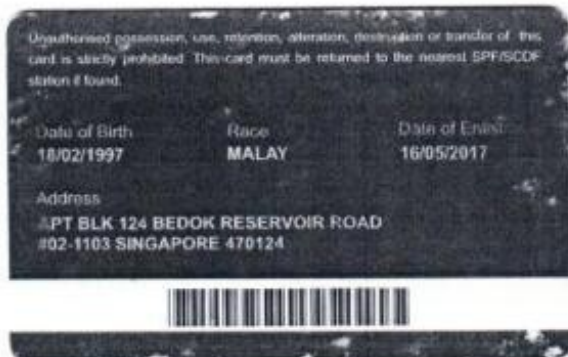 Unauthorised possession, use, retention, alteration, destruction or transfer of this
card is strictly prohibited. This card must be returned to the nearest SPF/SCDF
station if found.
Date of Birth Race Date of Enlist
18/02/1997 MALAY 16/05/2017
Address
APT BLK 124 BEDOK RESERVOIR ROAD
#02-1103 SINGAPORE 470124